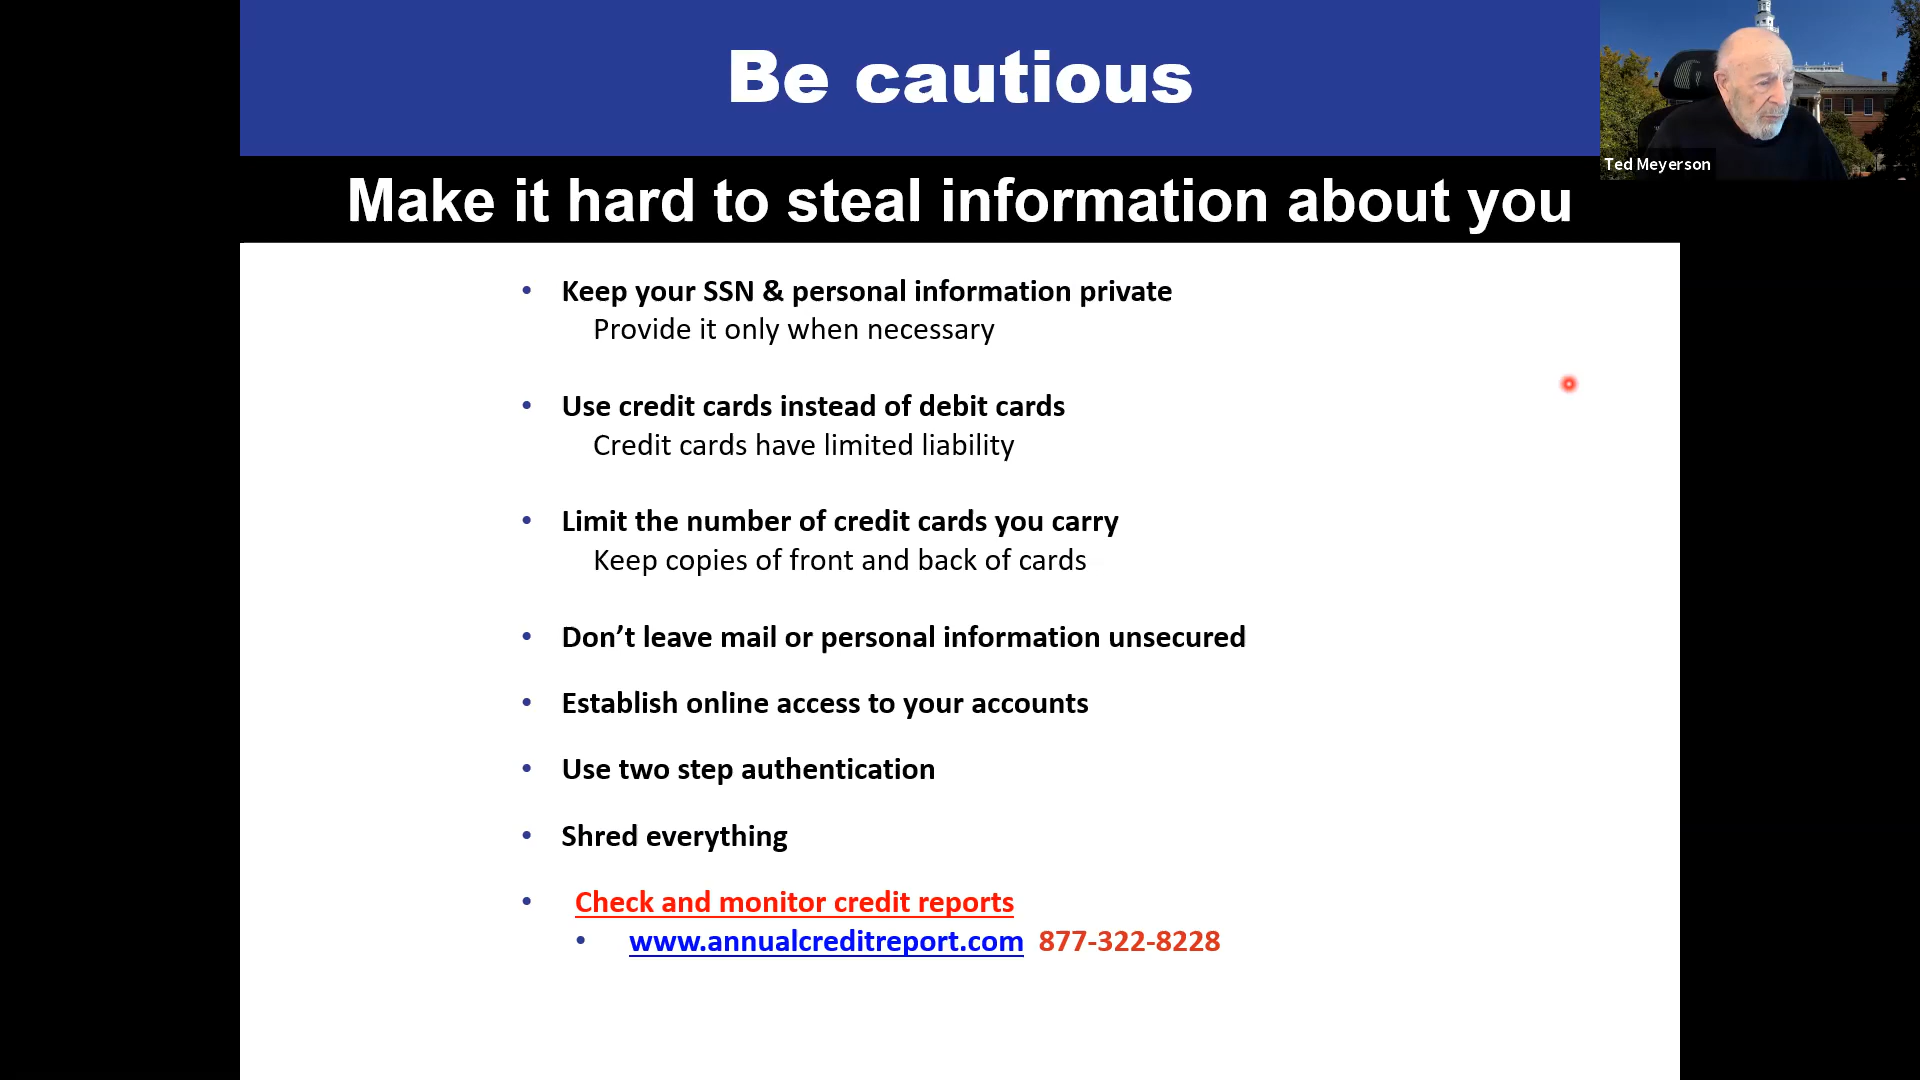 Be cautious
Ted Meyerson
Make it hard to steal information about you
• Keep your SSN & personal information private
Provide it only when necessary
• Use credit cards instead of debit cards
Credit cards have limited liability
• Limit the number of credit cards you carry
Keep copies of front and back of cards
• Don’t leave mail or personal information unsecured
• Establish online access to your accounts
• Use two step authentication
• Shred everything
• Check and monitor credit reports
• www.annualcreditreport.com 877-322-8228